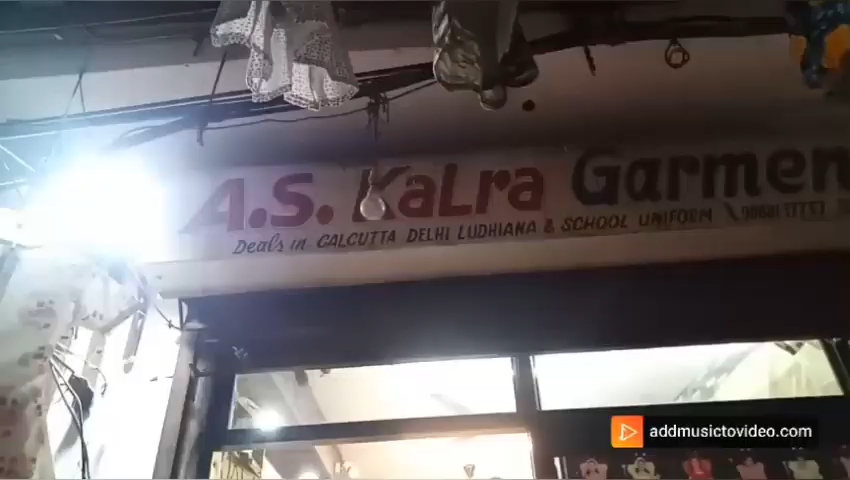 A.S. KaLra Garmen
Deals in CALCUTTA DELHI LUDHIANA & SCHOOL UNIFORM
addmusictovideo.com